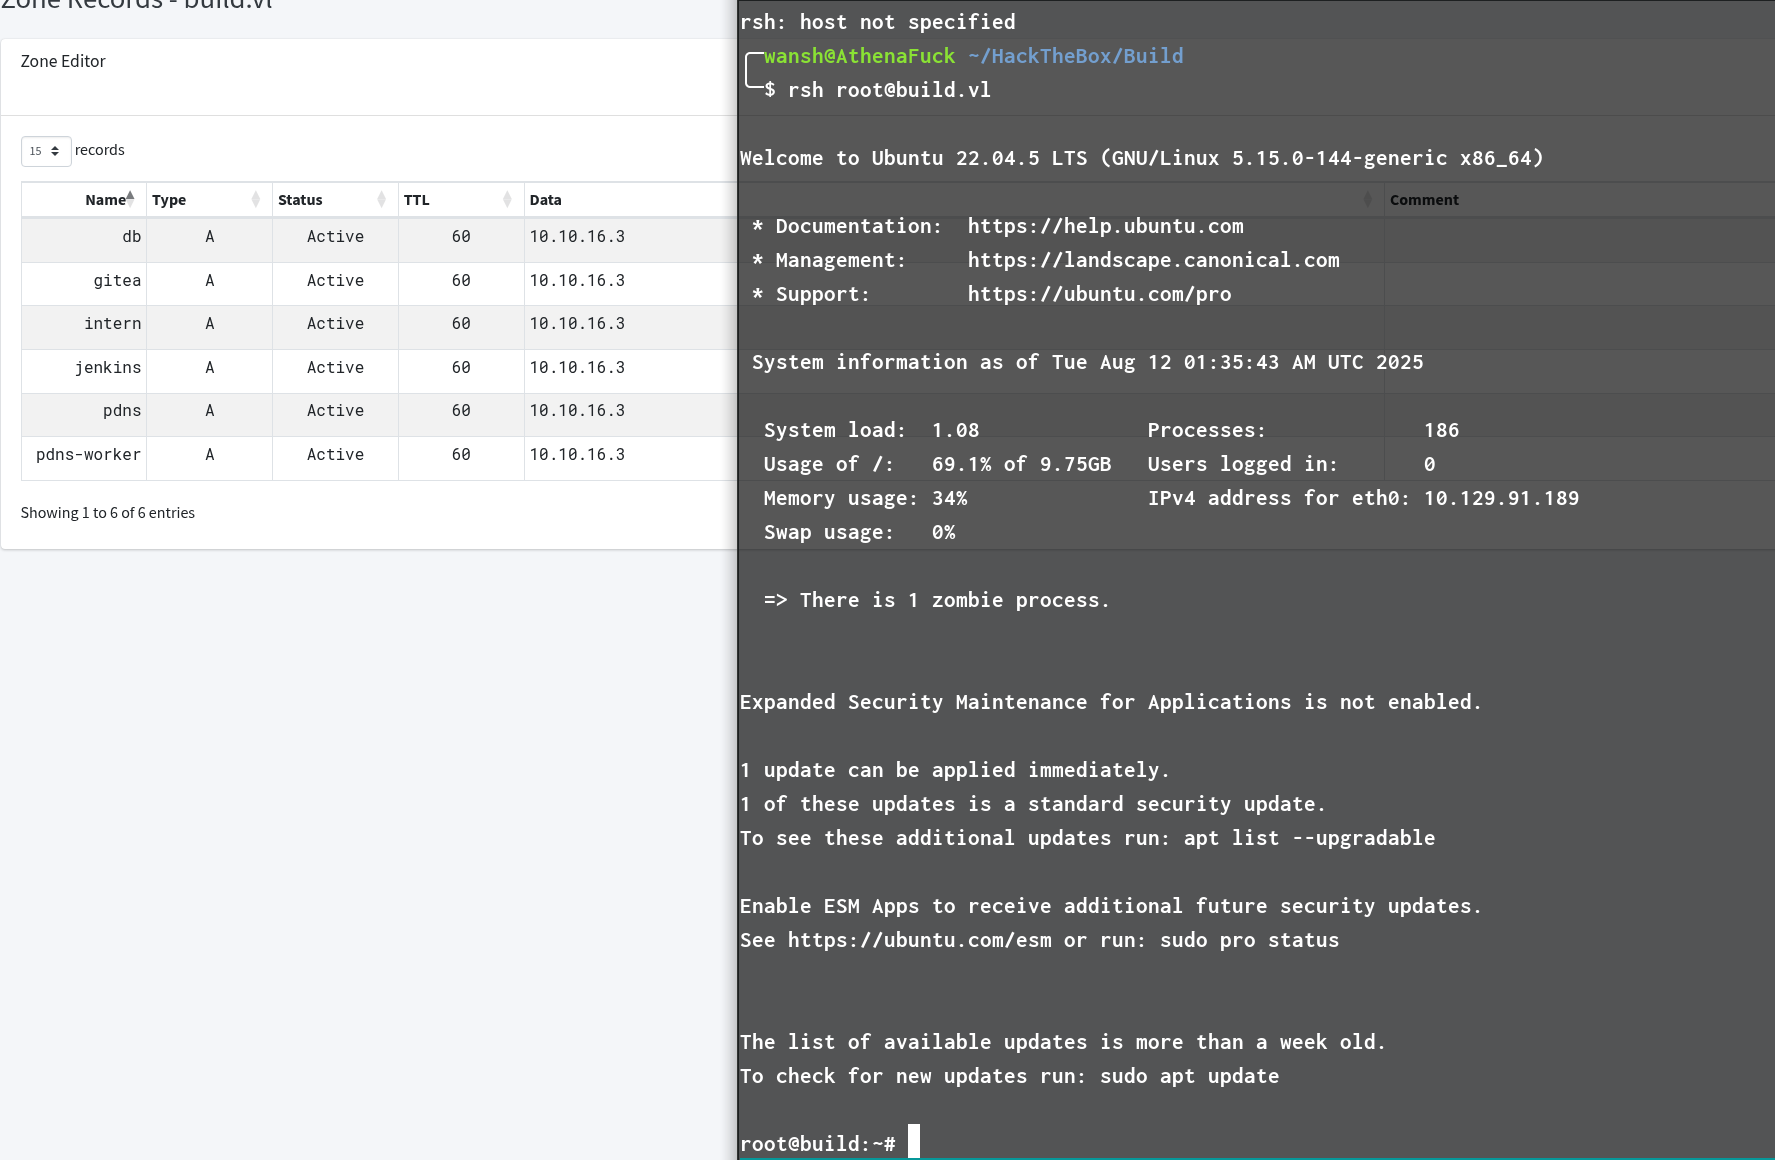 Zone Records - build.vl
Zone Editor
15 records
Name Type Status TTL Data Comment
db A Active 60 10.10.16.3
gitea A Active 60 10.10.16.3
intern A Active 60 10.10.16.3
jenkins A Active 60 10.10.16.3
pdns A Active 60 10.10.16.3
pdns-worker A Active 60 10.10.16.3
Showing 1 to 6 of 6 entries
rsh: host not specified
wansh@AthenaFuck ~/HackTheBox/Build
$ rsh root@build.vl
Welcome to Ubuntu 22.04.5 LTS (GNU/Linux 5.15.0-144-generic x86_64)
* Documentation: https://help.ubuntu.com
* Management: https://landscape.canonical.com
* Support: https://ubuntu.com/pro
System information as of Tue Aug 12 01:35:43 AM UTC 2025
System load: 1.08 Processes: 186
Usage of /: 69.1% of 9.75GB Users logged in: 0
Memory usage: 34% IPv4 address for eth0: 10.129.91.189
Swap usage: 0%
=> There is 1 zombie process.
Expanded Security Maintenance for Applications is not enabled.
1 update can be applied immediately.
1 of these updates is a standard security update.
To see these additional updates run: apt list --upgradable
Enable ESM Apps to receive additional future security updates.
See https://ubuntu.com/esm or run: sudo pro status
The list of available updates is more than a week old.
To check for new updates run: sudo apt update
root@build:~#